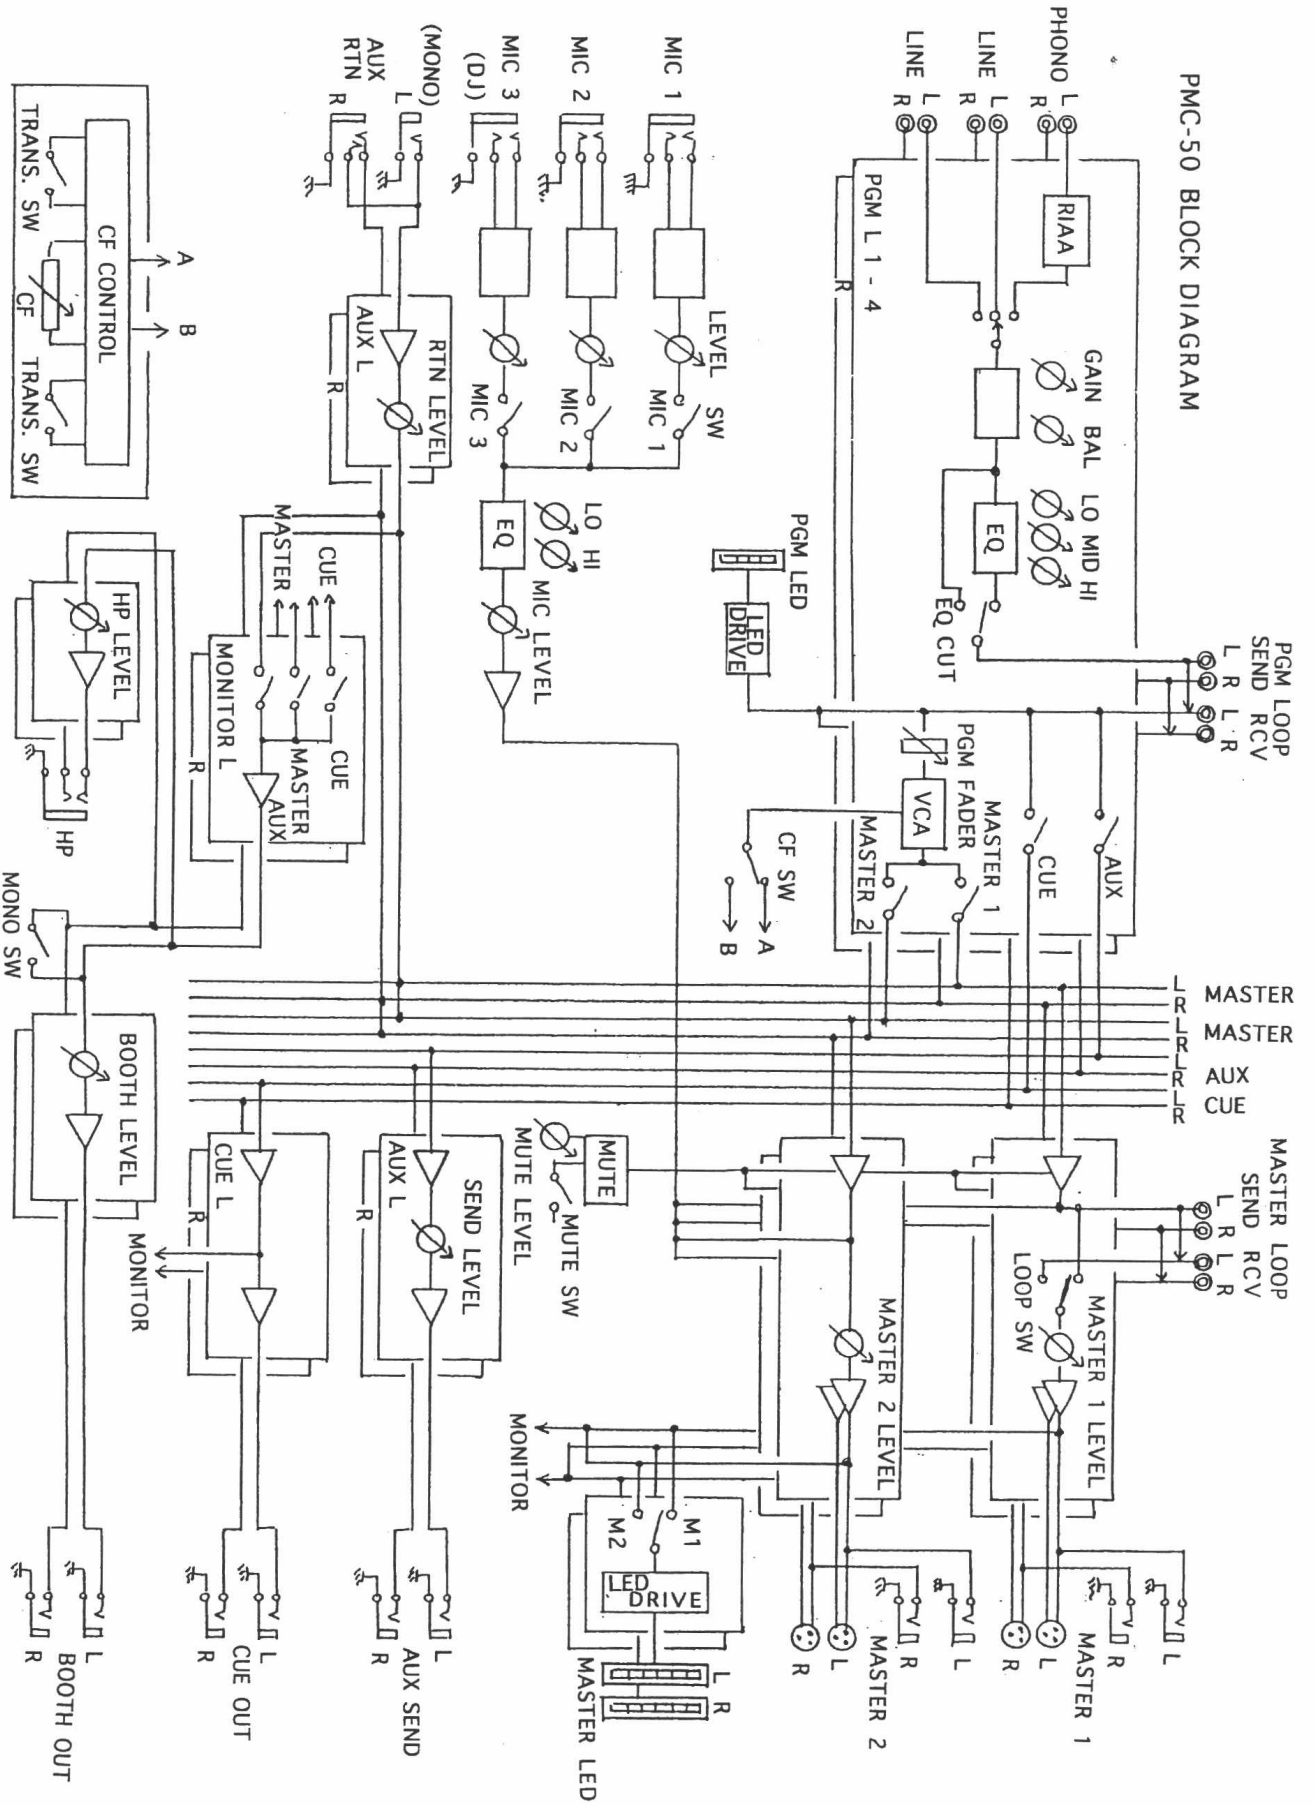 PMC-50 BLOCK DIAGRAM
PHONO L
R
LINE L
R
LINE L
R
PGM L 1 - 4
R
RIAA
GAIN BAL
LO MID HI
EQ
EQ CUT
PGM LOOP
SEND RCV
L R L R
PGM LED
LED
DRIVE
PGM FADER
VCA
MASTER 1
MASTER 2
CUE
AUX
CF SW
A
B
L
R MASTER
L
R MASTER
L
R AUX
L
R CUE
MASTER LOOP
SEND RCV
L R L R
LOOP SW
MASTER 1 LEVEL
MASTER 2 LEVEL
L
R
L
R
MASTER 1
L
R
L
R
MASTER 2
MIC 1
MIC 2
MIC 3
(DJ)
LEVEL SW
MIC 1
MIC 2
MIC 3
LO HI
EQ
MIC LEVEL
MUTE
MUTE LEVEL
MUTE SW
MONITOR
M1
M2
LED
DRIVE
L R
MASTER LED
(MONO)
L
AUX
RTN R
RTN LEVEL
AUX L
R
CUE
MASTER
MONITOR L
R
CUE
MASTER
AUX
SEND LEVEL
AUX L
R
L
R
AUX SEND
CUE L
R
MONITOR
L
R
CUE OUT
A B
CF CONTROL
TRANS. SW
CF
TRANS. SW
HP LEVEL
HP
MONO SW
BOOTH LEVEL
L
R
BOOTH OUT